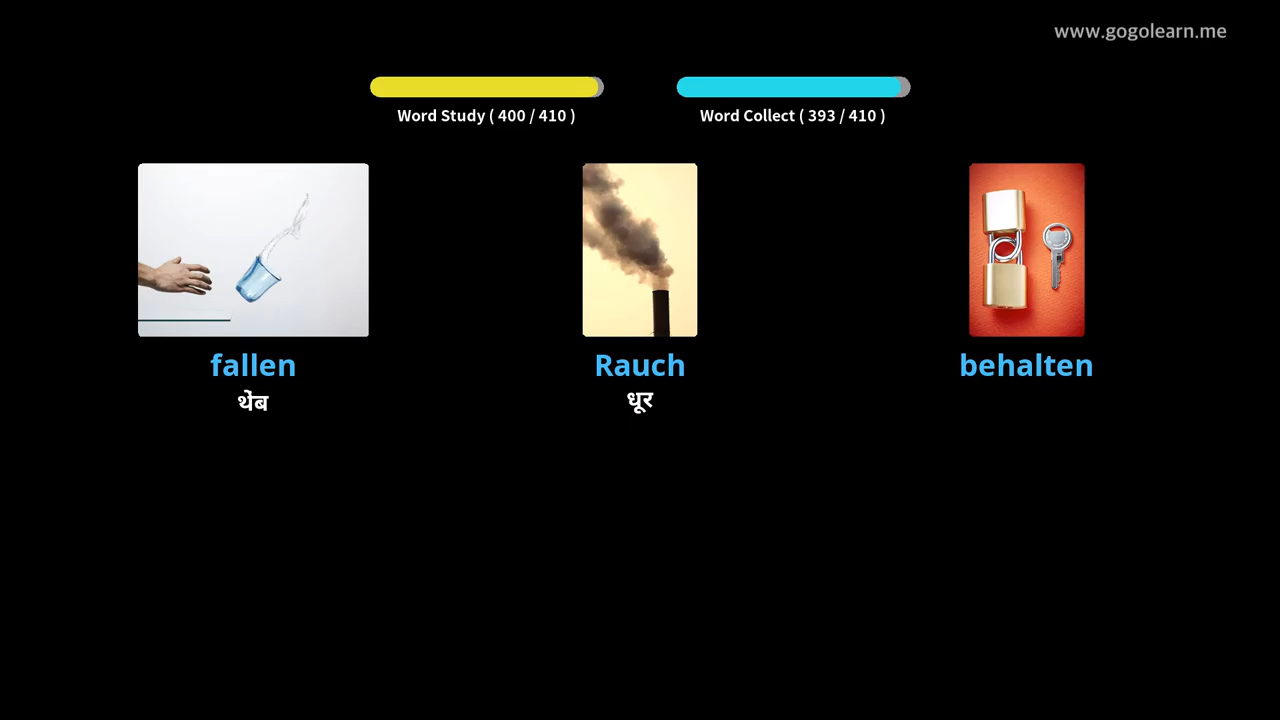 www.gogolearn.me
Word Study ( 400 / 410 )
Word Collect ( 393 / 410 )
fallen
Rauch
behalten
थेंब
धूर